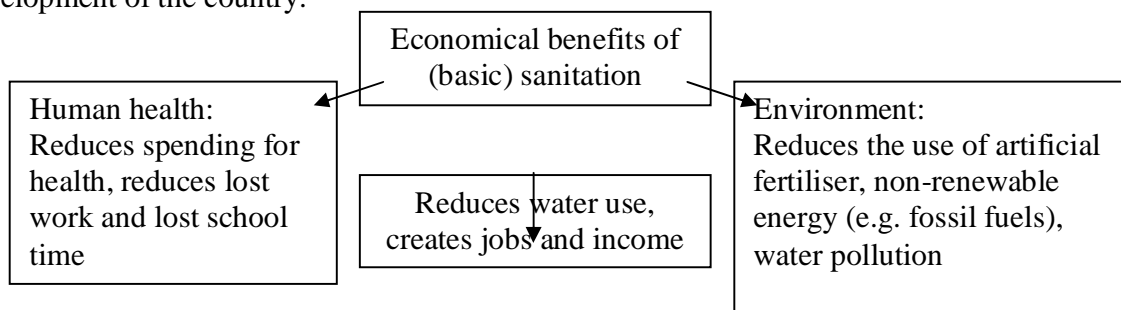 elopment of the country.
Economical benefits of
(basic) sanitation
Human health:
Reduces spending for
health, reduces lost
work and lost school
time
Reduces water use,
creates jobs and income
Environment:
Reduces the use of artificial
fertiliser, non-renewable
energy (e.g. fossil fuels),
water pollution